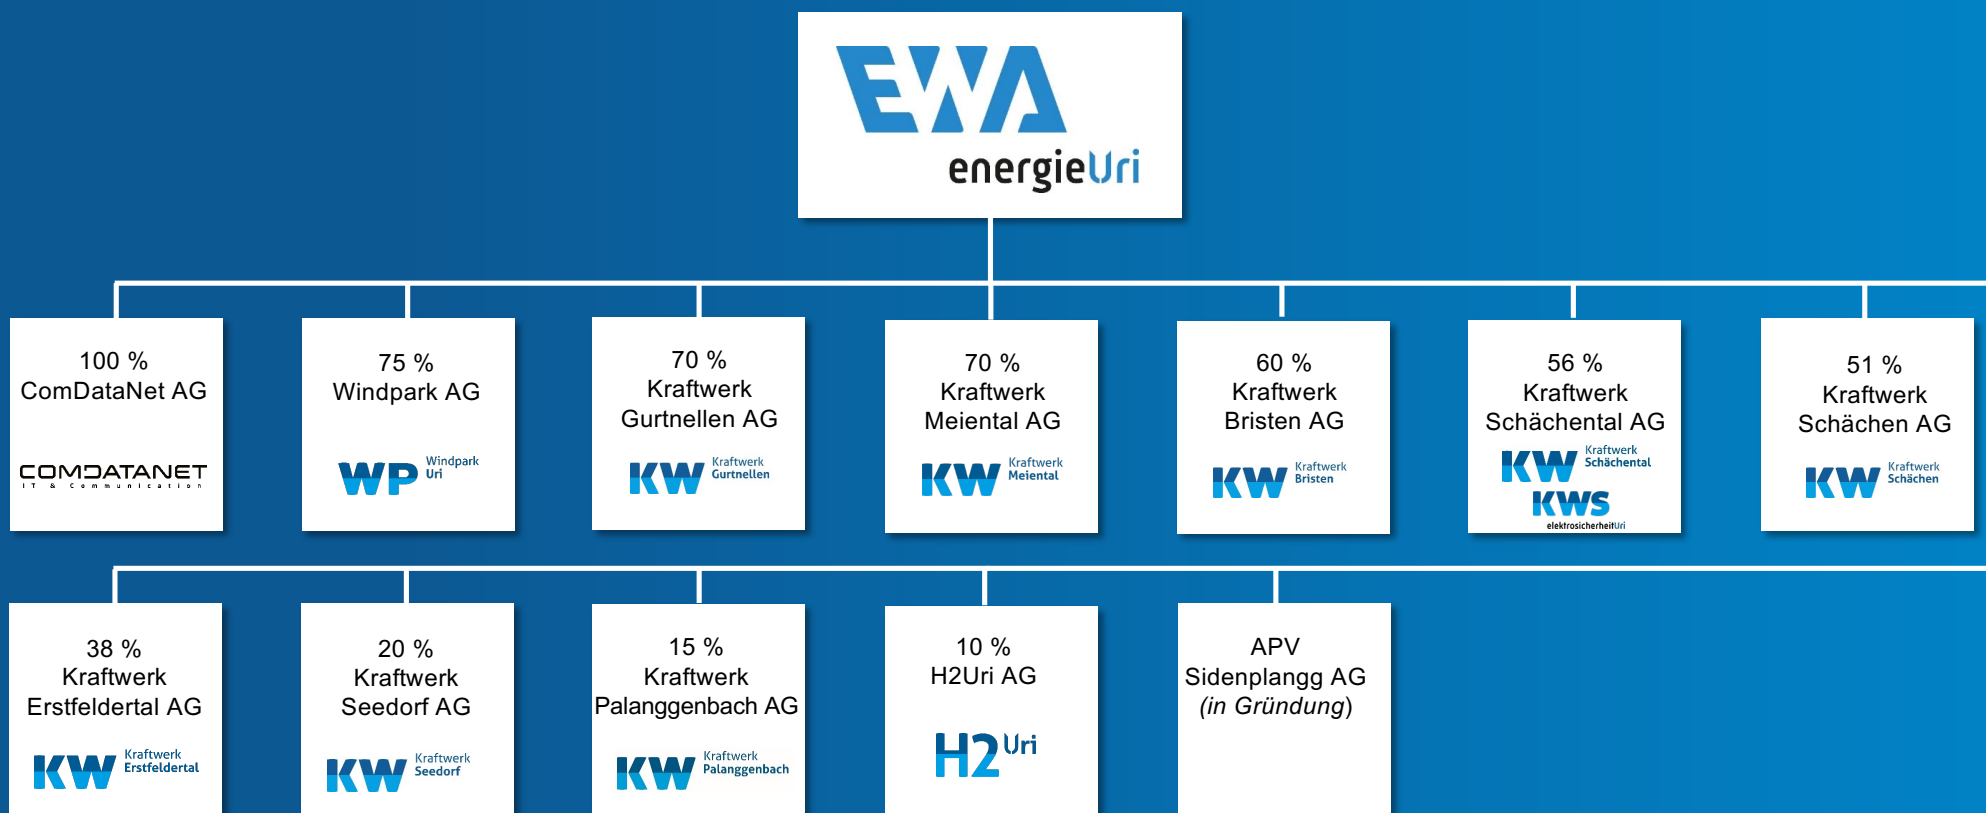 EWA
energieUri
100 %
ComDataNet AG
COMDATANET
IT & Communication
75 %
Windpark AG
WP Windpark
Uri
70 %
Kraftwerk
Gurtnellen AG
KW Kraftwerk
Gurtnellen
70 %
Kraftwerk
Meiental AG
KW Kraftwerk
Meiental
60 %
Kraftwerk
Bristen AG
KW Kraftwerk
Bristen
56 %
Kraftwerk
Schächental AG
KW Kraftwerk
Schächental
KWS
elektrosicherheitUri
51 %
Kraftwerk
Schächen AG
KW Kraftwerk
Schächen
38 %
Kraftwerk
Erstfeldertal AG
KW Kraftwerk
Erstfeldertal
20 %
Kraftwerk
Seedorf AG
KW Kraftwerk
Seedorf
15 %
Kraftwerk
Palanggenbach AG
KW Kraftwerk
Palanggenbach
10 %
H2Uri AG
H2Uri
APV
Sidenplangg AG
(in Gründung)